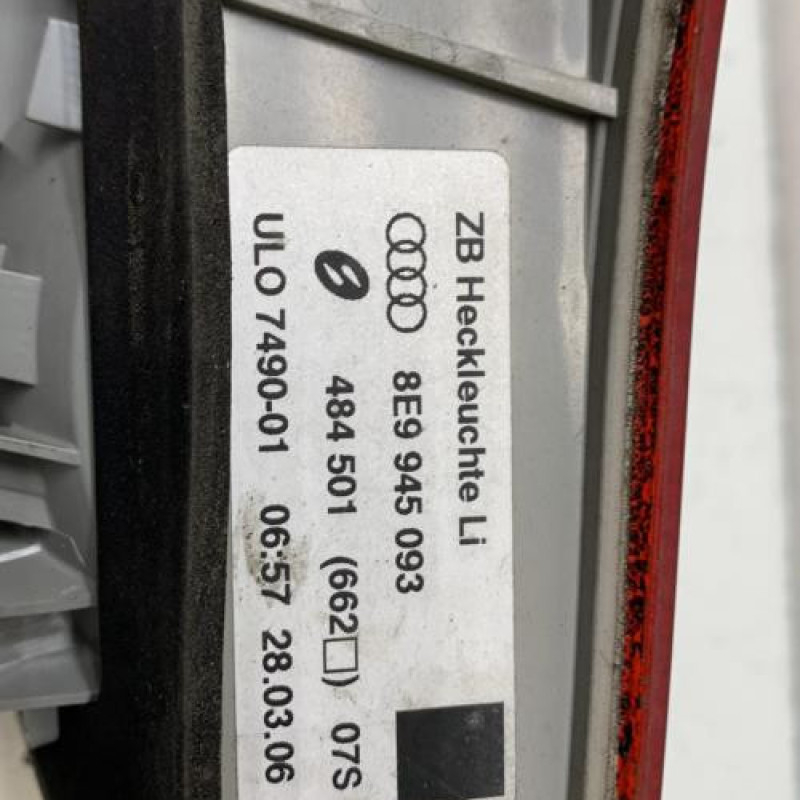 ZB Heckleuchte Li
8E9 945 093
484 501 (662□) 07S
ULO 7490-01 06:57 28.03.06